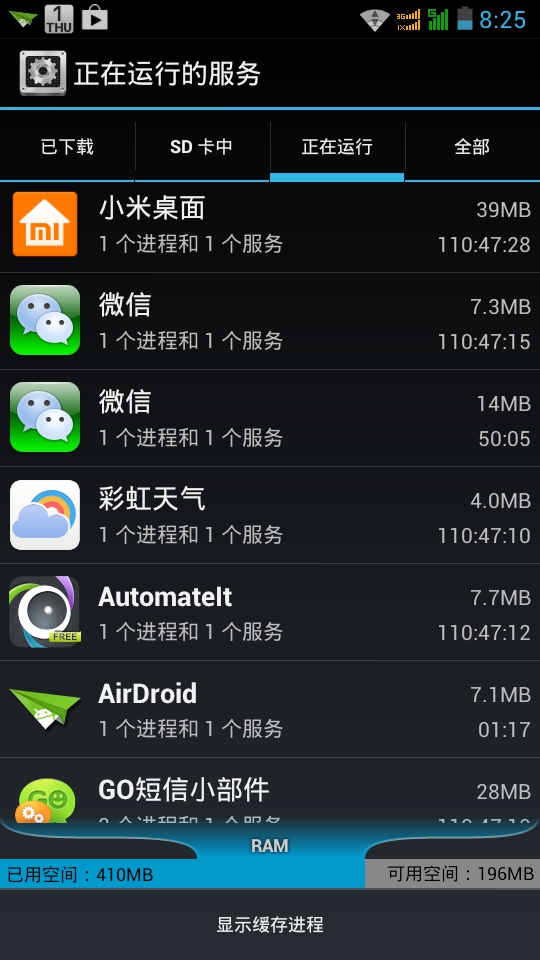 1
THU
3G
1X
G
8:25
正在运行的服务
已下载
SD 卡中
正在运行
全部
小米桌面
39MB
1 个进程和 1 个服务
110:47:28
微信
7.3MB
1 个进程和 1 个服务
110:47:15
微信
14MB
1 个进程和 1 个服务
50:05
彩虹天气
4.0MB
1 个进程和 1 个服务
110:47:10
AutomateIt
7.7MB
FREE
1 个进程和 1 个服务
110:47:12
AirDroid
7.1MB
1 个进程和 1 个服务
01:17
GO短信小部件
28MB
GO
RAM
已用空间：410MB
可用空间：196MB
显示缓存进程